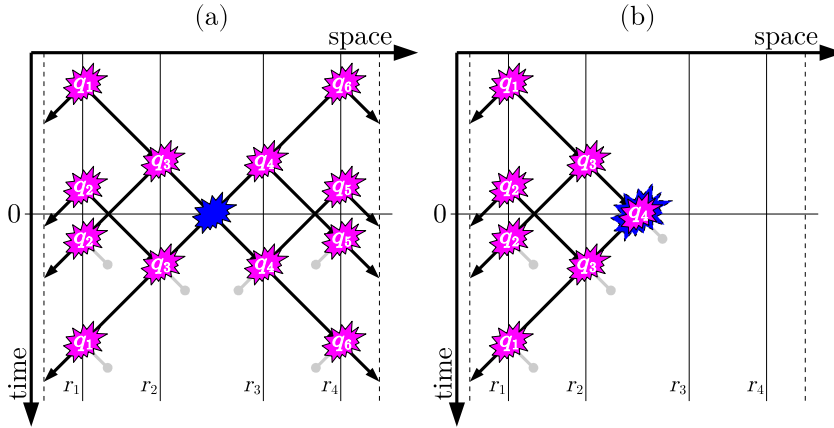 (a)
(b)
space
space
q1 q6 q1
q3 q4 q3
q2 q5 q2
0 0 q4
q2 q5 q2
q3 q4 q3
q1 q6 q1
time r1 r2 r3 r4
time r1 r2 r3 r4